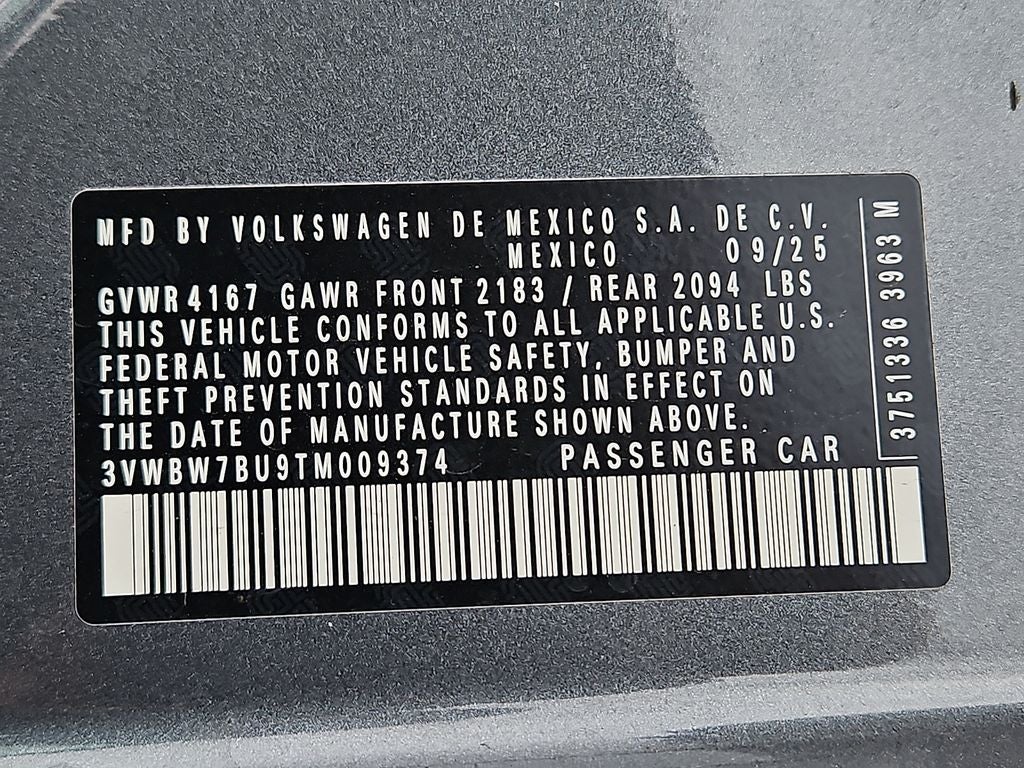 MFD BY VOLKSWAGEN DE MEXICO S.A. DE C.V.
MEXICO 09/25
GVWR 4167 GAWR FRONT 2183 / REAR 2094 LBS
THIS VEHICLE CONFORMS TO ALL APPLICABLE U.S.
FEDERAL MOTOR VEHICLE SAFETY, BUMPER AND
THEFT PREVENTION STANDARDS IN EFFECT ON
THE DATE OF MANUFACTURE SHOWN ABOVE.
3VWBW7BU9TM009374 PASSENGER CAR
3751336 3963 M